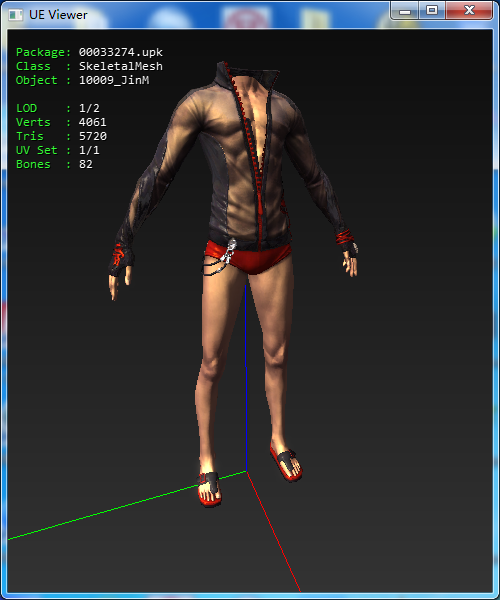 UE Viewer
Package: 00033274.upk
Class : SkeletalMesh
Object : 10009_JinM
LOD : 1/2
Verts : 4061
Tris : 5720
UV Set : 1/1
Bones : 82